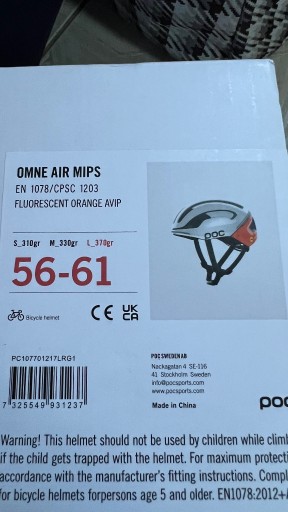 OMNE AIR MIPS
EN 1078/CPSC 1203
FLUORESCENT ORANGE AVIP
S_310gr M_330gr L_370gr
56-61
Bicycle helmet
CE UK CA
POC
PC107701217LRG1
7 325549 931237
POC SWEDEN AB
Nackagatan 4 SE-116
41 Stockholm Sweden
info@pocsports.com
www.pocsports.com
Made in China
poc
Warning! This helmet should not be used by children while climb
if the child gets trapped with the helmet. For maximum protecti
accordance with the manufacturer's fitting instructions. Compl
for bicycle helmets forpersons age 5 and older. EN1078:2012+A